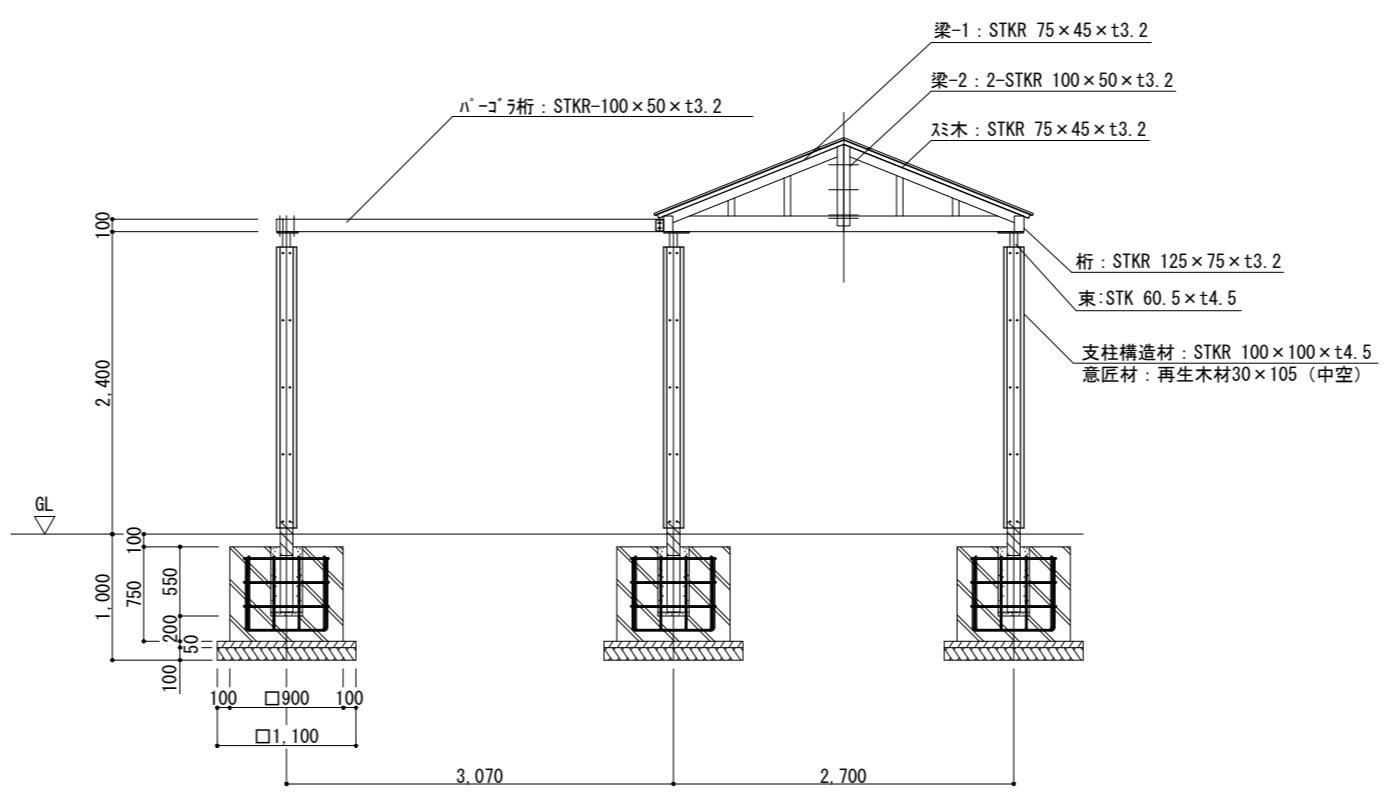 梁-1：STKR 75×45×t3.2
梁-2：2-STKR 100×50×t3.2
ﾊﾟｰｺﾞﾗ桁：STKR-100×50×t3.2
ｽﾐ木：STKR 75×45×t3.2
100
桁：STKR 125×75×t3.2
束:STK 60.5×t4.5
支柱構造材：STKR 100×100×t4.5
意匠材：再生木材30×105（中空）
2,400
GL
100
1,000
750
550
200
50
100
100 □900 100
□1,100
3,070 2,700